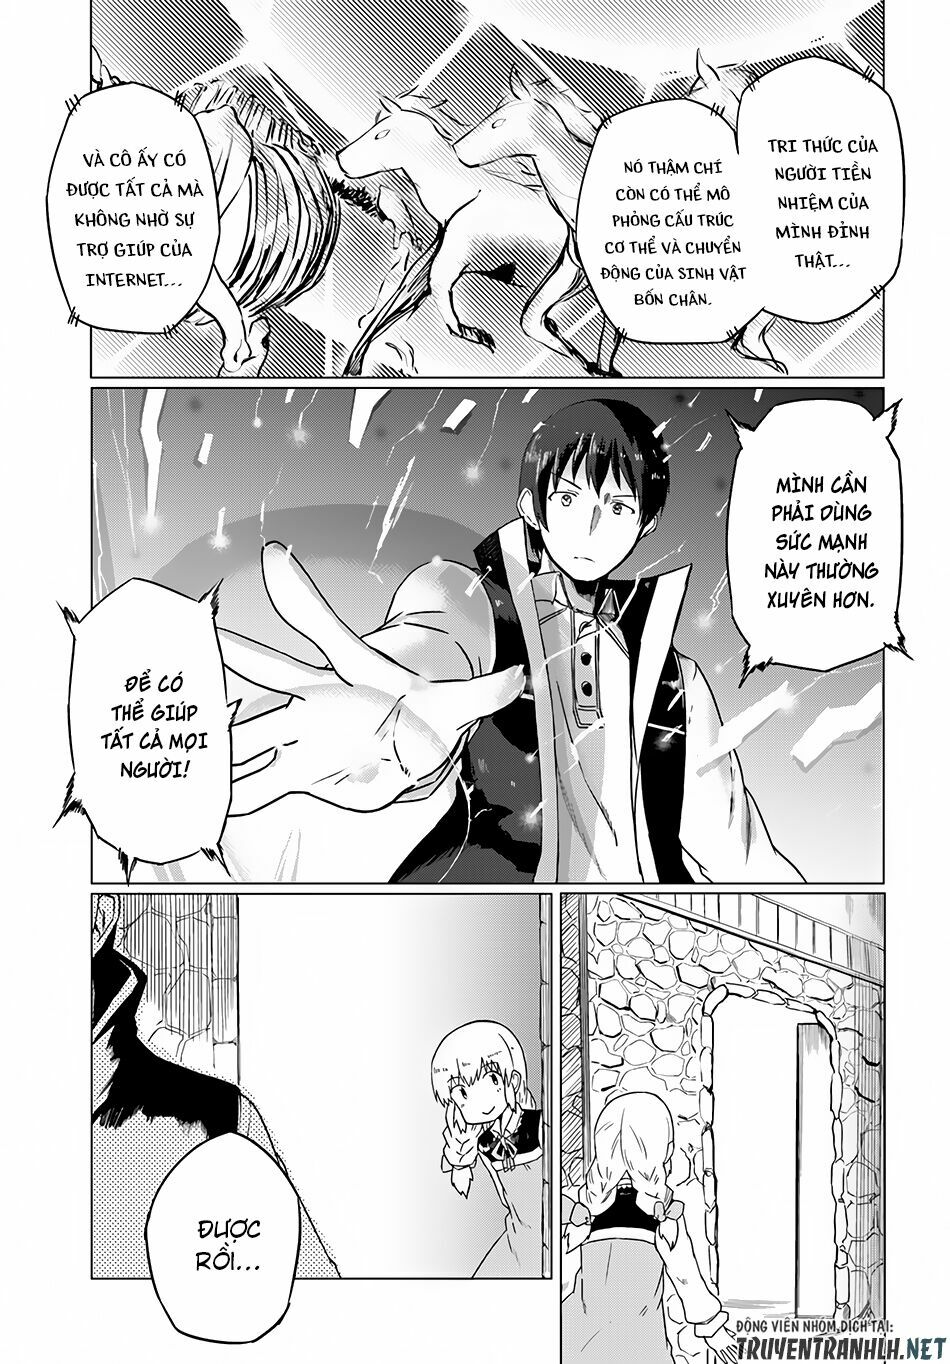 TRI THỨC CỦA
NGƯỜI TIỀN
NHIỆM CỦA
MÌNH ĐỈNH
THẬT...
NÓ THẬM CHÍ
CÒN CÓ THỂ MÔ
PHỎNG CẤU TRÚC
CƠ THỂ VÀ CHUYỂN
ĐỘNG CỦA SINH VẬT
BỐN CHÂN.
VÀ CÔ ẤY CÓ
ĐƯỢC TẤT CẢ MÀ
KHÔNG NHỜ SỰ
TRỢ GIÚP CỦA
INTERNET...
MÌNH CẦN
PHẢI DÙNG
SỨC MẠNH
NÀY THƯỜNG
XUYÊN HƠN.
ĐỂ CÓ
THỂ GIÚP
TẤT CẢ MỌI
NGƯỜI!
ĐƯỢC
RỒI...
ĐỘNG VIÊN NHÓM DỊCH TẠI:
TRUYENTRANHLH.NET